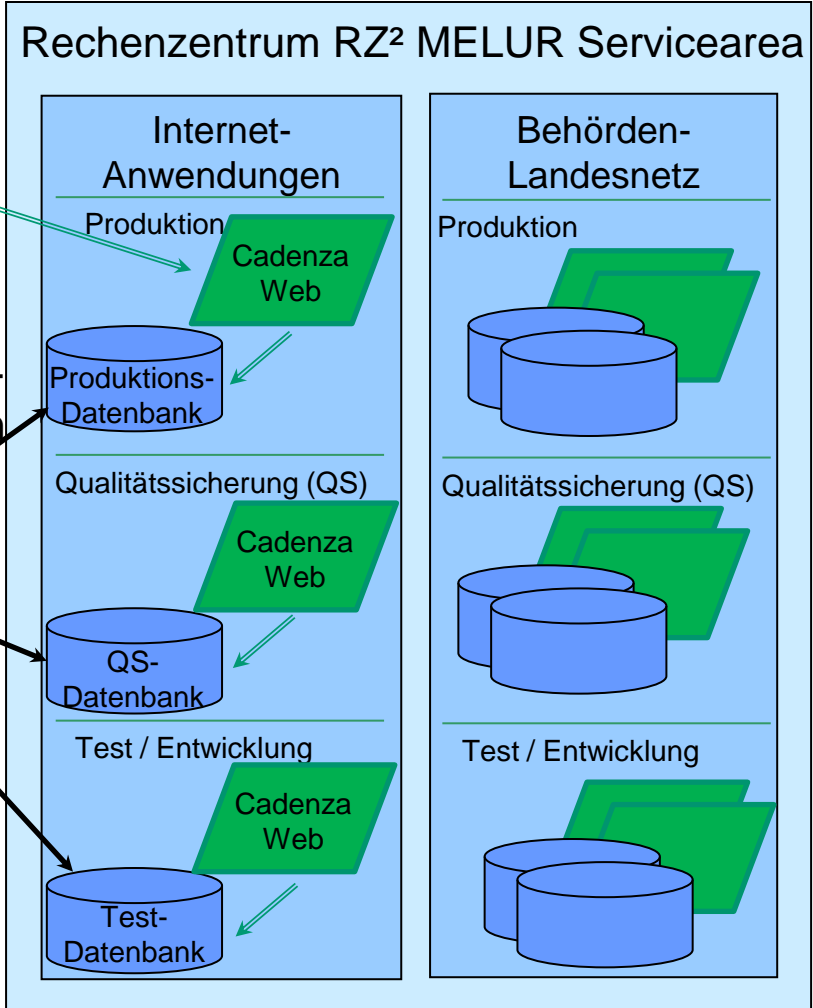 Rechenzentrum RZ² MELUR Servicearea
Internet-
Anwendungen
Produktion
Cadenza
Web
Produktions-
Datenbank
Qualitätssicherung (QS)
Cadenza
Web
QS-
Datenbank
Test / Entwicklung
Cadenza
Web
Test-
Datenbank
Behörden-
Landesnetz
Produktion
Qualitätssicherung (QS)
Test / Entwicklung